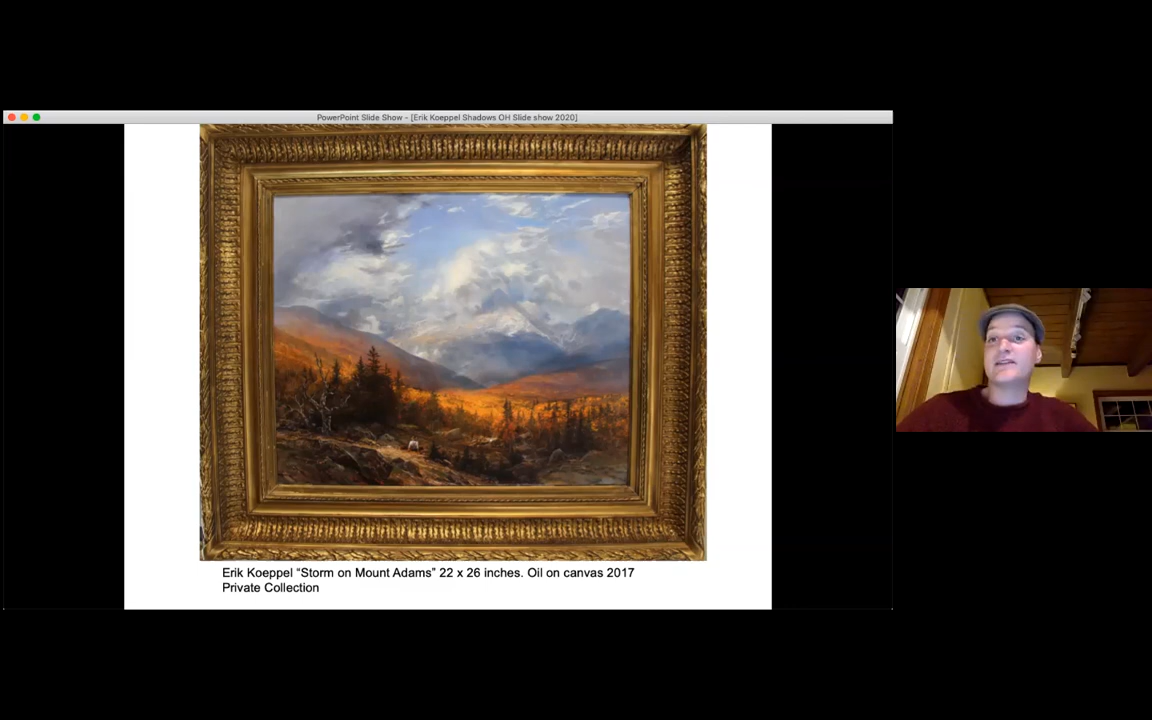 PowerPoint Slide Show - [Erik Koeppel Shadows OH Slide show 2020]
Erik Koeppel “Storm on Mount Adams” 22 x 26 inches. Oil on canvas 2017
Private Collection